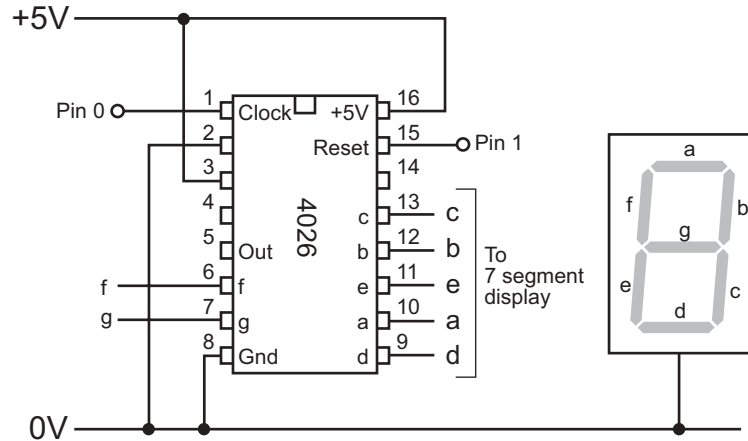 +5V
Pin 0
1
2
3
4
5
6
7
8
Clock
Out
f
g
Gnd
4026
+5V
Reset
c
b
e
a
d
16
15
14
13
12
11
10
9
Pin 1
f
g
c
b
e
a
d
To
7 segment
display
a
f
b
g
e
c
d
0V